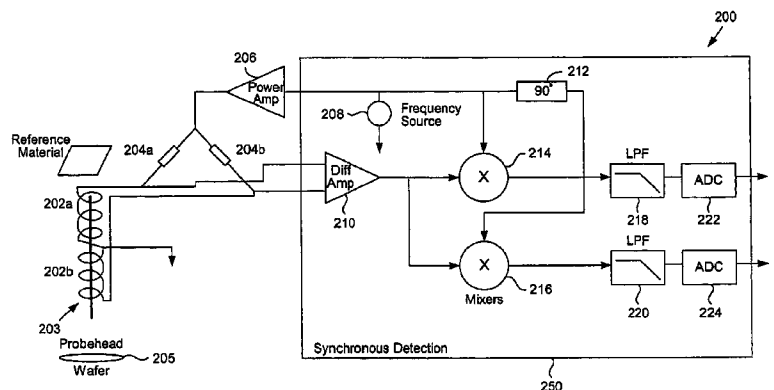 200
206
Power
Amp
208
Frequency
Source
212
90°
Reference
Material
204a
204b
Diff
Amp
210
X
214
LPF
218
ADC
222
202a
202b
X
216
Mixers
LPF
220
ADC
224
203
Probehead
Wafer
205
Synchronous Detection
250